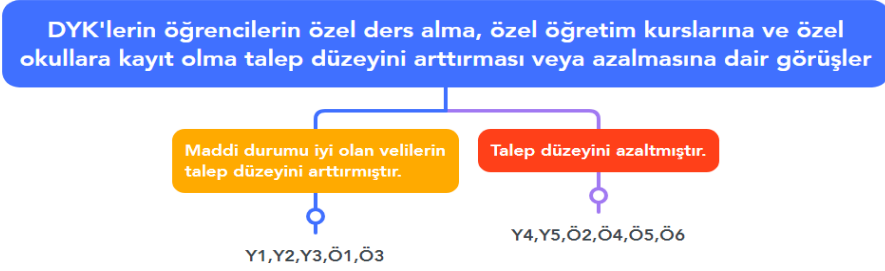 DYK'lerin öğrencilerin özel ders alma, özel öğretim kurslarına ve özel
okullara kayıt olma talep düzeyini arttırması veya azalmasına dair görüşler
Maddi durumu iyi olan velilerin
talep düzeyini arttırmıştır.
Talep düzeyini azaltmıştır.
Y1,Y2,Y3,Ö1,Ö3
Y4,Y5,Ö2,Ö4,Ö5,Ö6